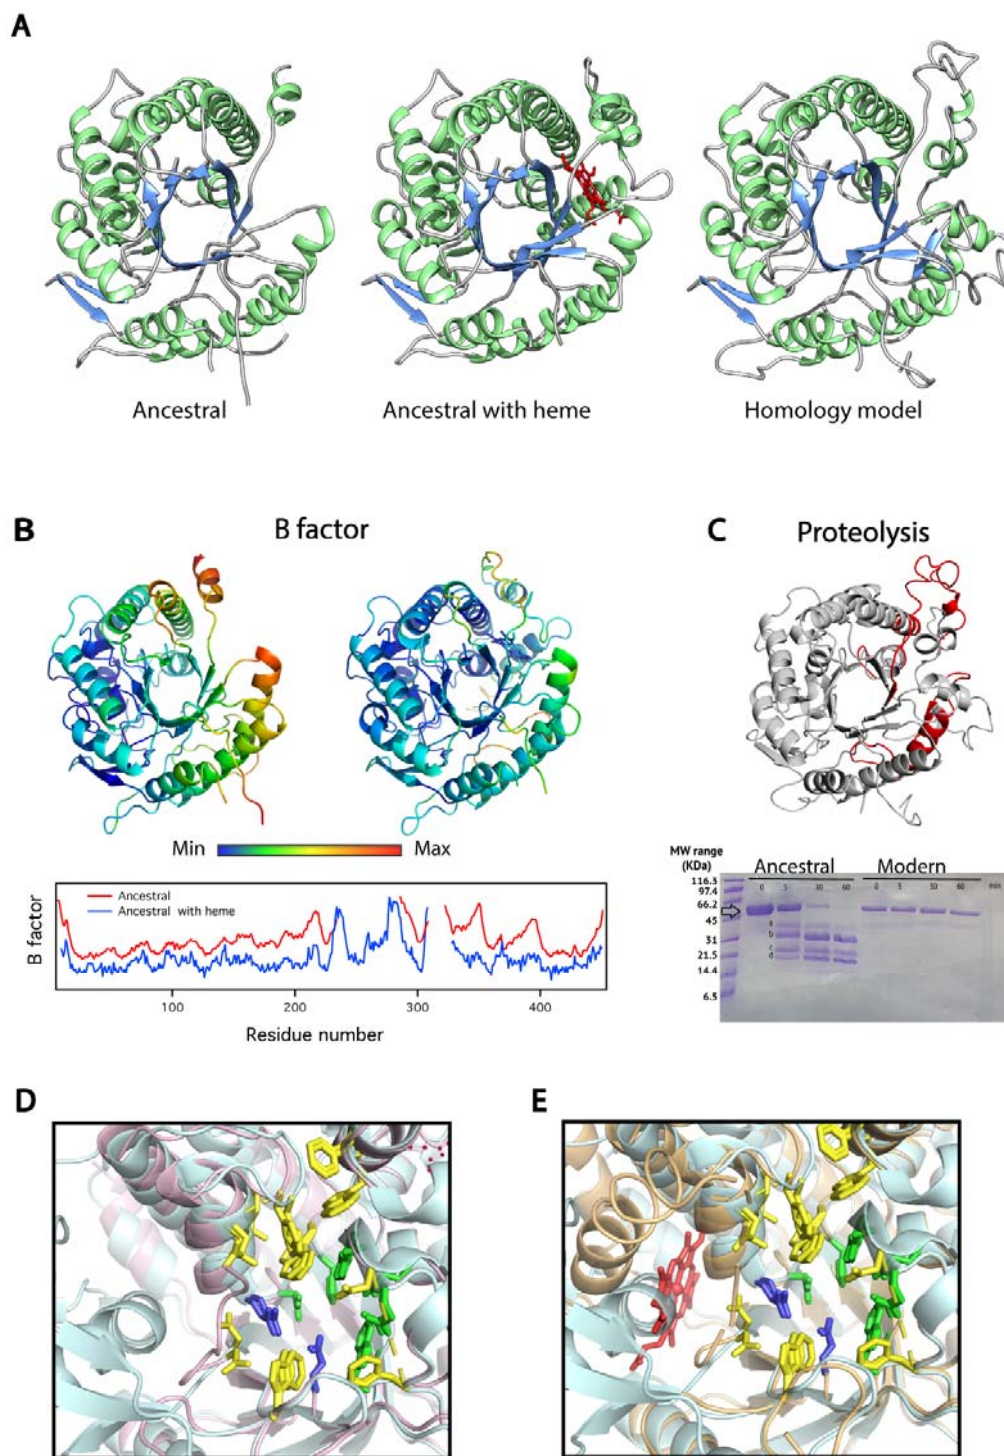 A
Ancestral
Ancestral with heme
Homology model
B
B factor
Min
Max
B factor
Ancestral
Ancestral with heme
100
200
300
400
Residue number
C
Proteolysis
MW range
(KDa)
Ancestral
Modern
0 5 30 60
0 5 30 60 min
116.3
97.4
66.2
45
31
21.5
14.4
6.5
a
b
c
d
D
E